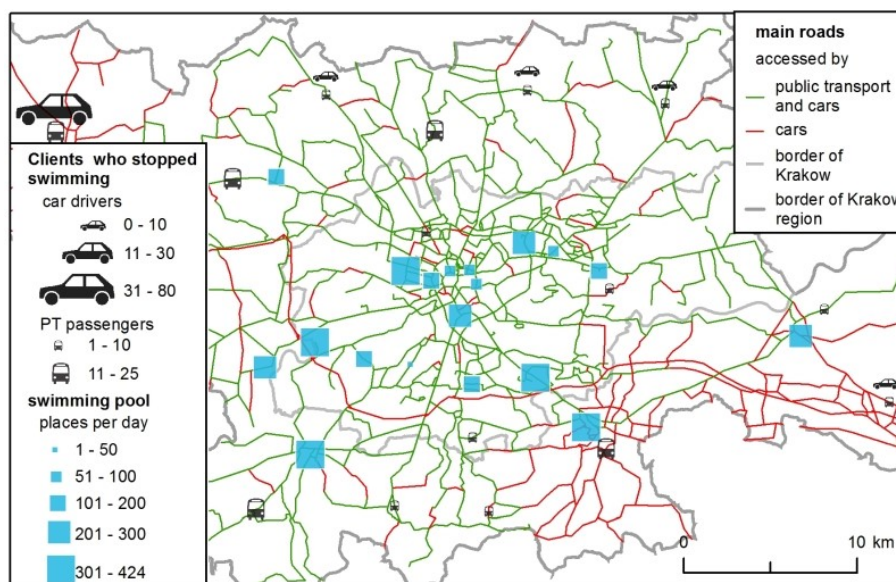 Clients who stopped
swimming
car drivers
0 - 10
11 - 30
31 - 80
PT passengers
1 - 10
11 - 25
swimming pool
places per day
1 - 50
51 - 100
101 - 200
201 - 300
301 - 424
main roads
accessed by
public transport
and cars
cars
border of
Krakow
border of Krakow
region
0
10 km